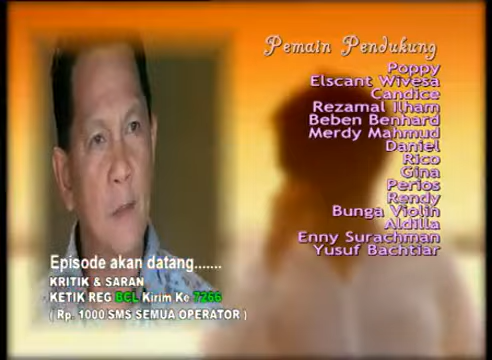 Pemain Pendukung
Poppy
Elscant Wivesa
Candice
Rezamal Ilham
Beben Benhard
Merdy Mahmud
Daniel
Rico
Gina
Perios
Rendy
Bunga Violin
Aldilla
Enny Surachman
Yusuf Bachtiar
Episode akan datang.......
KRITIK & SARAN
KETIK REG BCL Kirim Ke 7266
( Rp. 1000 SMS SEMUA OPERATOR )